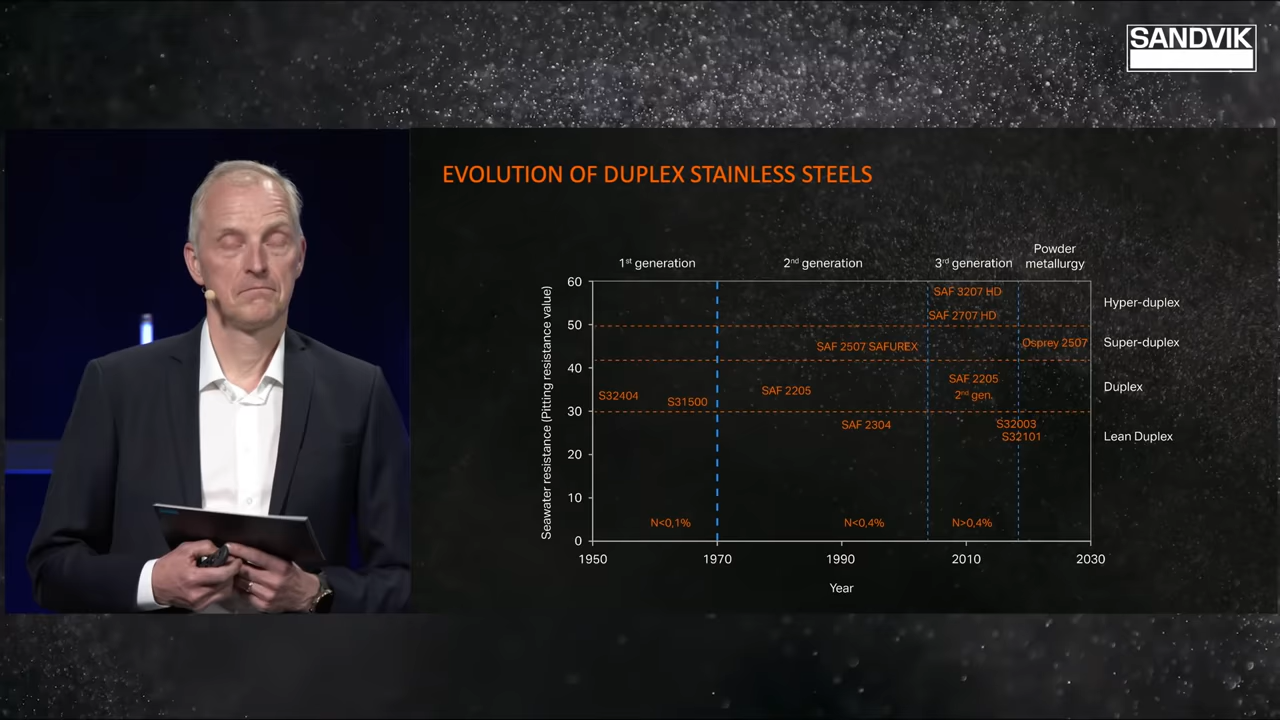 SANDVIK
EVOLUTION OF DUPLEX STAINLESS STEELS
1st generation
2nd generation
3rd generation
Powder
metallurgy
Seawater resistance (Pitting resistance value)
60
50
40
30
20
10
0
SAF 3207 HD
SAF 2707 HD
Hyper-duplex
SAF 2507 SAFUREX
Osprey 2507
Super-duplex
S32404
S31500
SAF 2205
SAF 2205
2nd gen.
Duplex
SAF 2304
S32003
S32101
Lean Duplex
N<0,1%
N<0,4%
N>0,4%
1950
1970
1990
2010
2030
Year